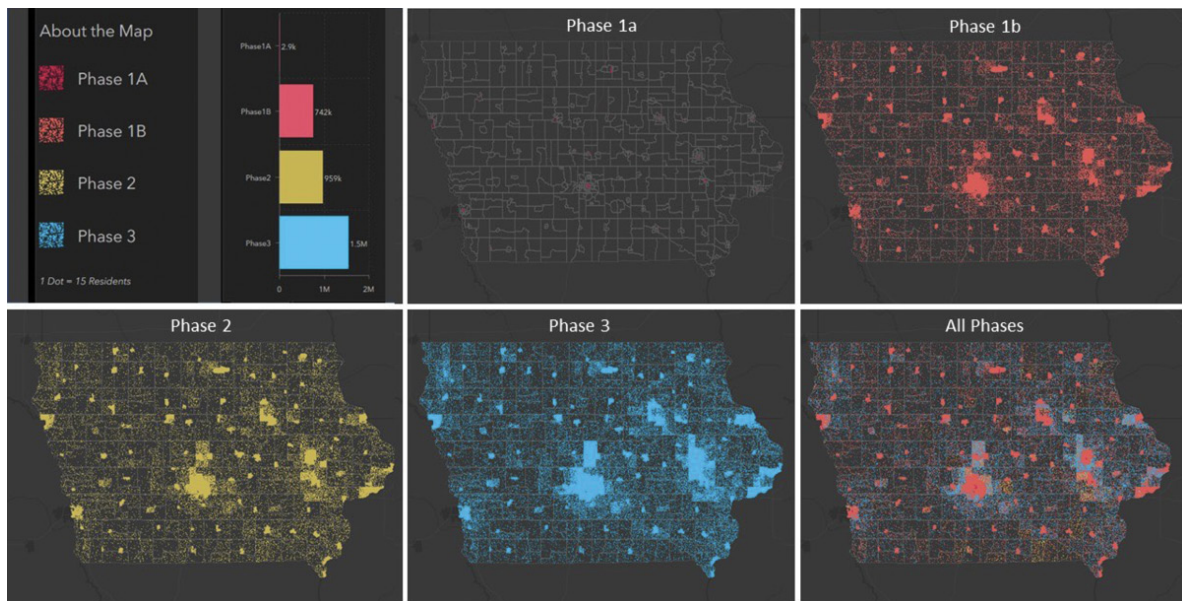 About the Map
Phase 1A
Phase 1B
Phase 2
Phase 3
1 Dot = 15 Residents
Phase1A
2.9k
Phase1B
742k
Phase2
959k
Phase3
1.5M
0 1M 2M
Phase 1a
Phase 1b
Phase 2
Phase 3
All Phases